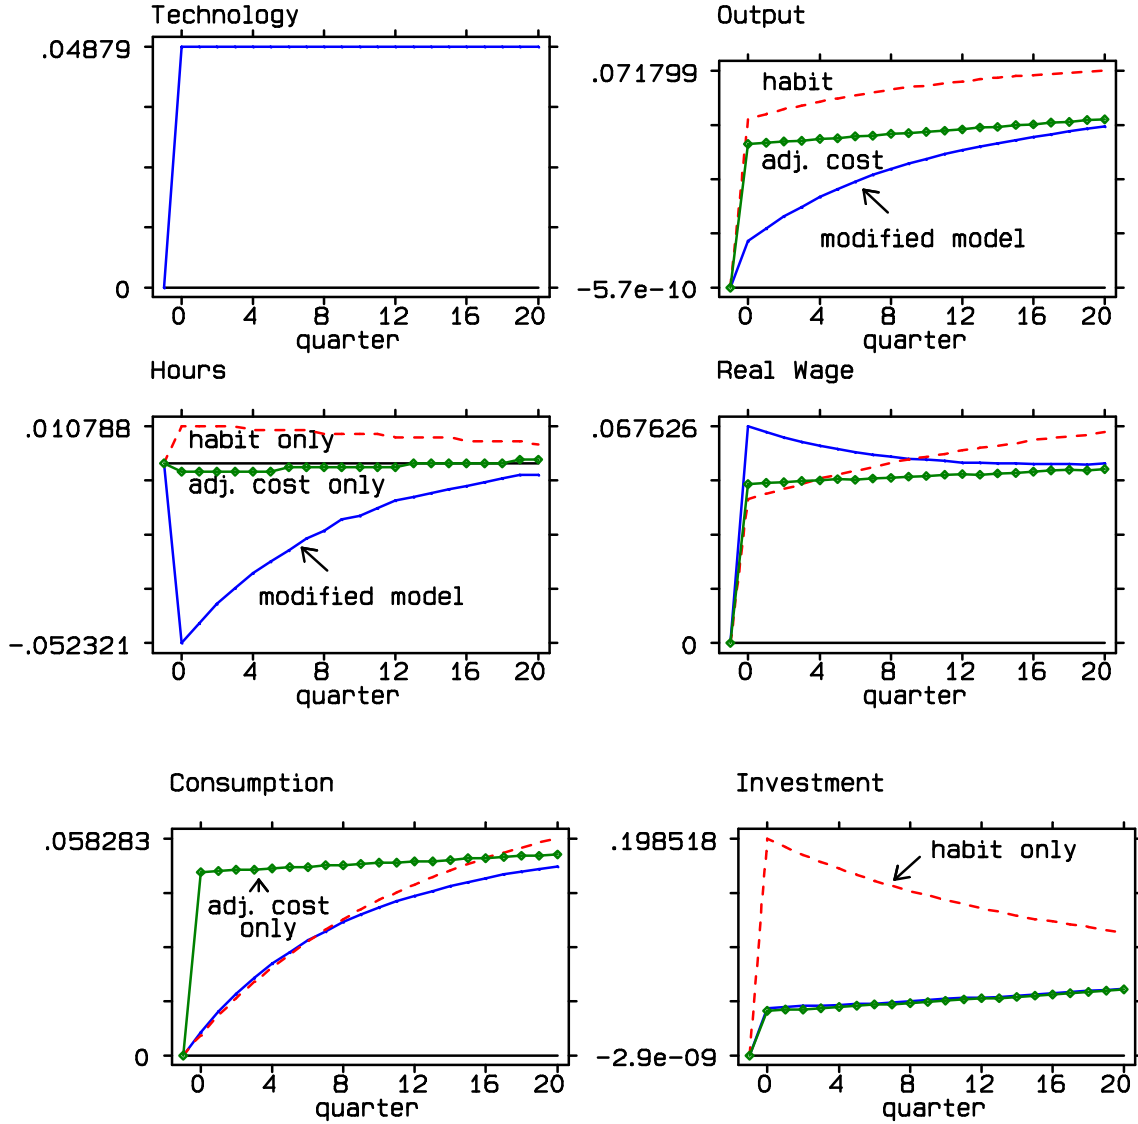 Technology
.04879
0
0 4 8 12 16 20
quarter
Output
.071799
-5.7e-10
habit
adj. cost
modified model
0 4 8 12 16 20
quarter
Hours
.010788
-.052321
habit only
adj. cost only
modified model
0 4 8 12 16 20
quarter
Real Wage
.067626
0
0 4 8 12 16 20
quarter
Consumption
.058283
0
adj. cost
only
0 4 8 12 16 20
quarter
Investment
.198518
-2.9e-09
habit only
0 4 8 12 16 20
quarter